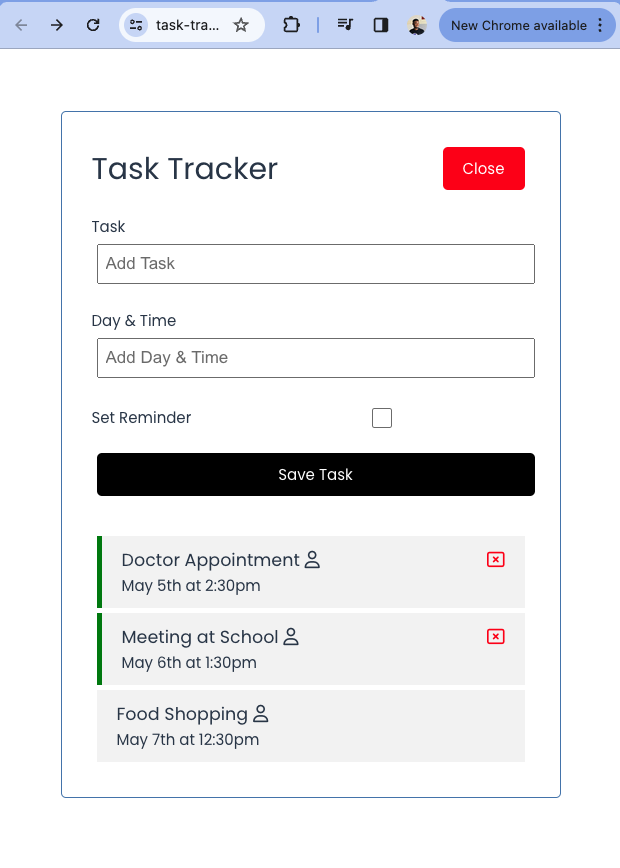 task-tra...
New Chrome available
Task Tracker
Close
Task
Add Task
Day & Time
Add Day & Time
Set Reminder
Save Task
Doctor Appointment
May 5th at 2:30pm
Meeting at School
May 6th at 1:30pm
Food Shopping
May 7th at 12:30pm